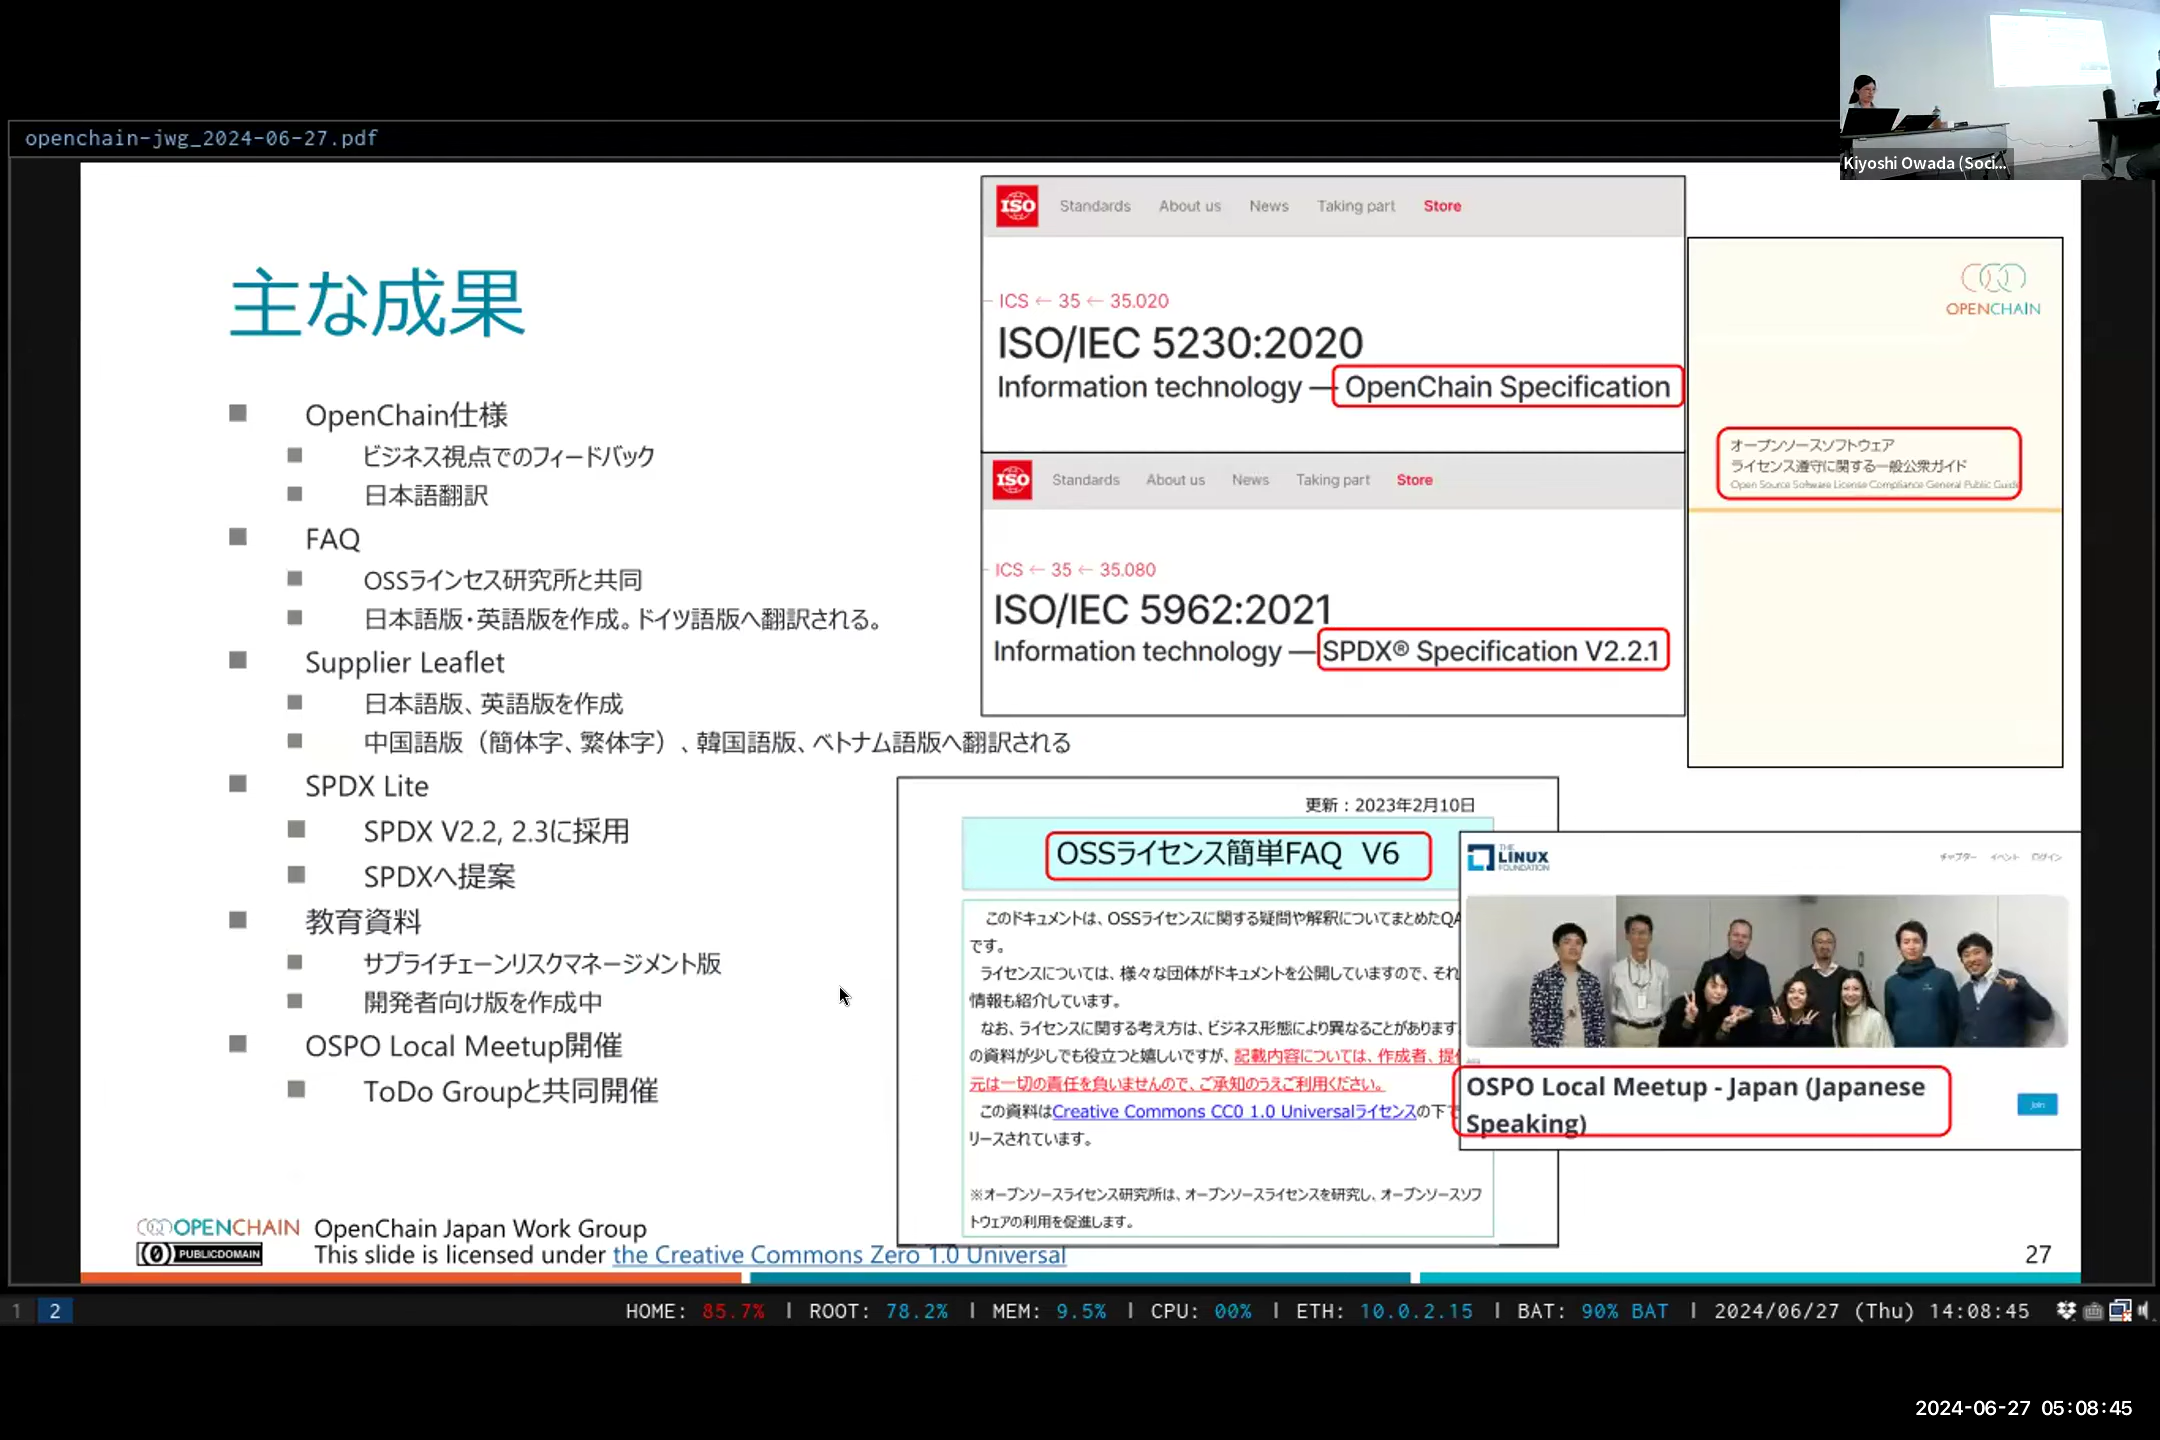 Kiyoshi Owada (Soci...
openchain-jwg_2024-06-27.pdf
主な成果
OpenChain仕様
ビジネス視点でのフィードバック
日本語翻訳
FAQ
OSSラインセス研究所と共同
日本語版・英語版を作成。ドイツ語版へ翻訳される。
Supplier Leaflet
日本語版、英語版を作成
中国語版（簡体字、繁体字）、韓国語版、ベトナム語版へ翻訳される
SPDX Lite
SPDX V2.2, 2.3に採用
SPDXへ提案
教育資料
サプライチェーンリスクマネージメント版
開発者向け版を作成中
OSPO Local Meetup開催
ToDo Groupと共同開催
ISO Standards About us News Taking part Store
ICS ← 35 ← 35.020
ISO/IEC 5230:2020
Information technology — OpenChain Specification
ISO Standards About us News Taking part Store
ICS ← 35 ← 35.080
ISO/IEC 5962:2021
Information technology — SPDX® Specification V2.2.1
OPENCHAIN
オープンソースソフトウェア
ライセンス遵守に関する一般公衆ガイド
Open Source Software License Compliance General Public Guide
更新：2023年2月10日
OSSライセンス簡単FAQ V6
このドキュメントは、OSSライセンスに関する疑問や解釈についてまとめたQA
です。
ライセンスについては、様々な団体がドキュメントを公開していますので、それ
情報も紹介しています。
なお、ライセンスに関する考え方は、ビジネス形態により異なることがあります
の資料が少しでも役立つと嬉しいですが、記載内容については、作成者、提
元は一切の責任を負いませんので、ご承知のうえご利用ください。
この資料はCreative Commons CC0 1.0 Universalライセンスの下で
リースされています。
※オープンソースライセンス研究所は、オープンソースライセンスを研究し、オープンソースソフ
トウェアの利用を促進します。
THE LINUX FOUNDATION
チャプター イベント ログイン
OSPO Local Meetup - Japan (Japanese
Speaking)
Join
OPENCHAIN OpenChain Japan Work Group
PUBLIC DOMAIN This slide is licensed under the Creative Commons Zero 1.0 Universal
27
1 2 HOME: 85.7% | ROOT: 78.2% | MEM: 9.5% | CPU: 00% | ETH: 10.0.2.15 | BAT: 90% BAT | 2024/06/27 (Thu) 14:08:45
2024-06-27 05:08:45